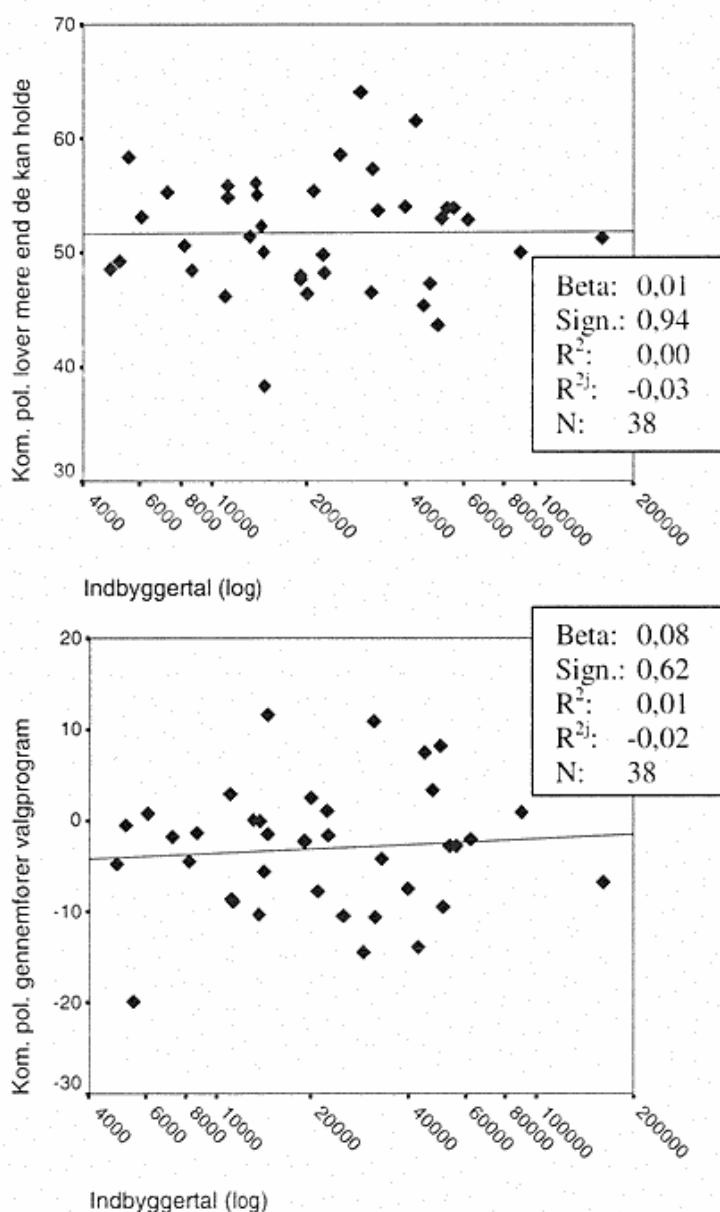 Kom. pol. lover mere end de kan holde
70
60
50
40
30
4000
6000
8000
10000
20000
40000
60000
80000
100000
200000
Indbyggertal (log)
Beta: 0,01
Sign.: 0,94
R²: 0,00
R²ʲ: -0,03
N: 38
Kom. pol. gennemfører valgprogram
20
10
0
-10
-20
-30
4000
6000
8000
10000
20000
40000
60000
80000
100000
200000
Indbyggertal (log)
Beta: 0,08
Sign.: 0,62
R²: 0,01
R²ʲ: -0,02
N: 38